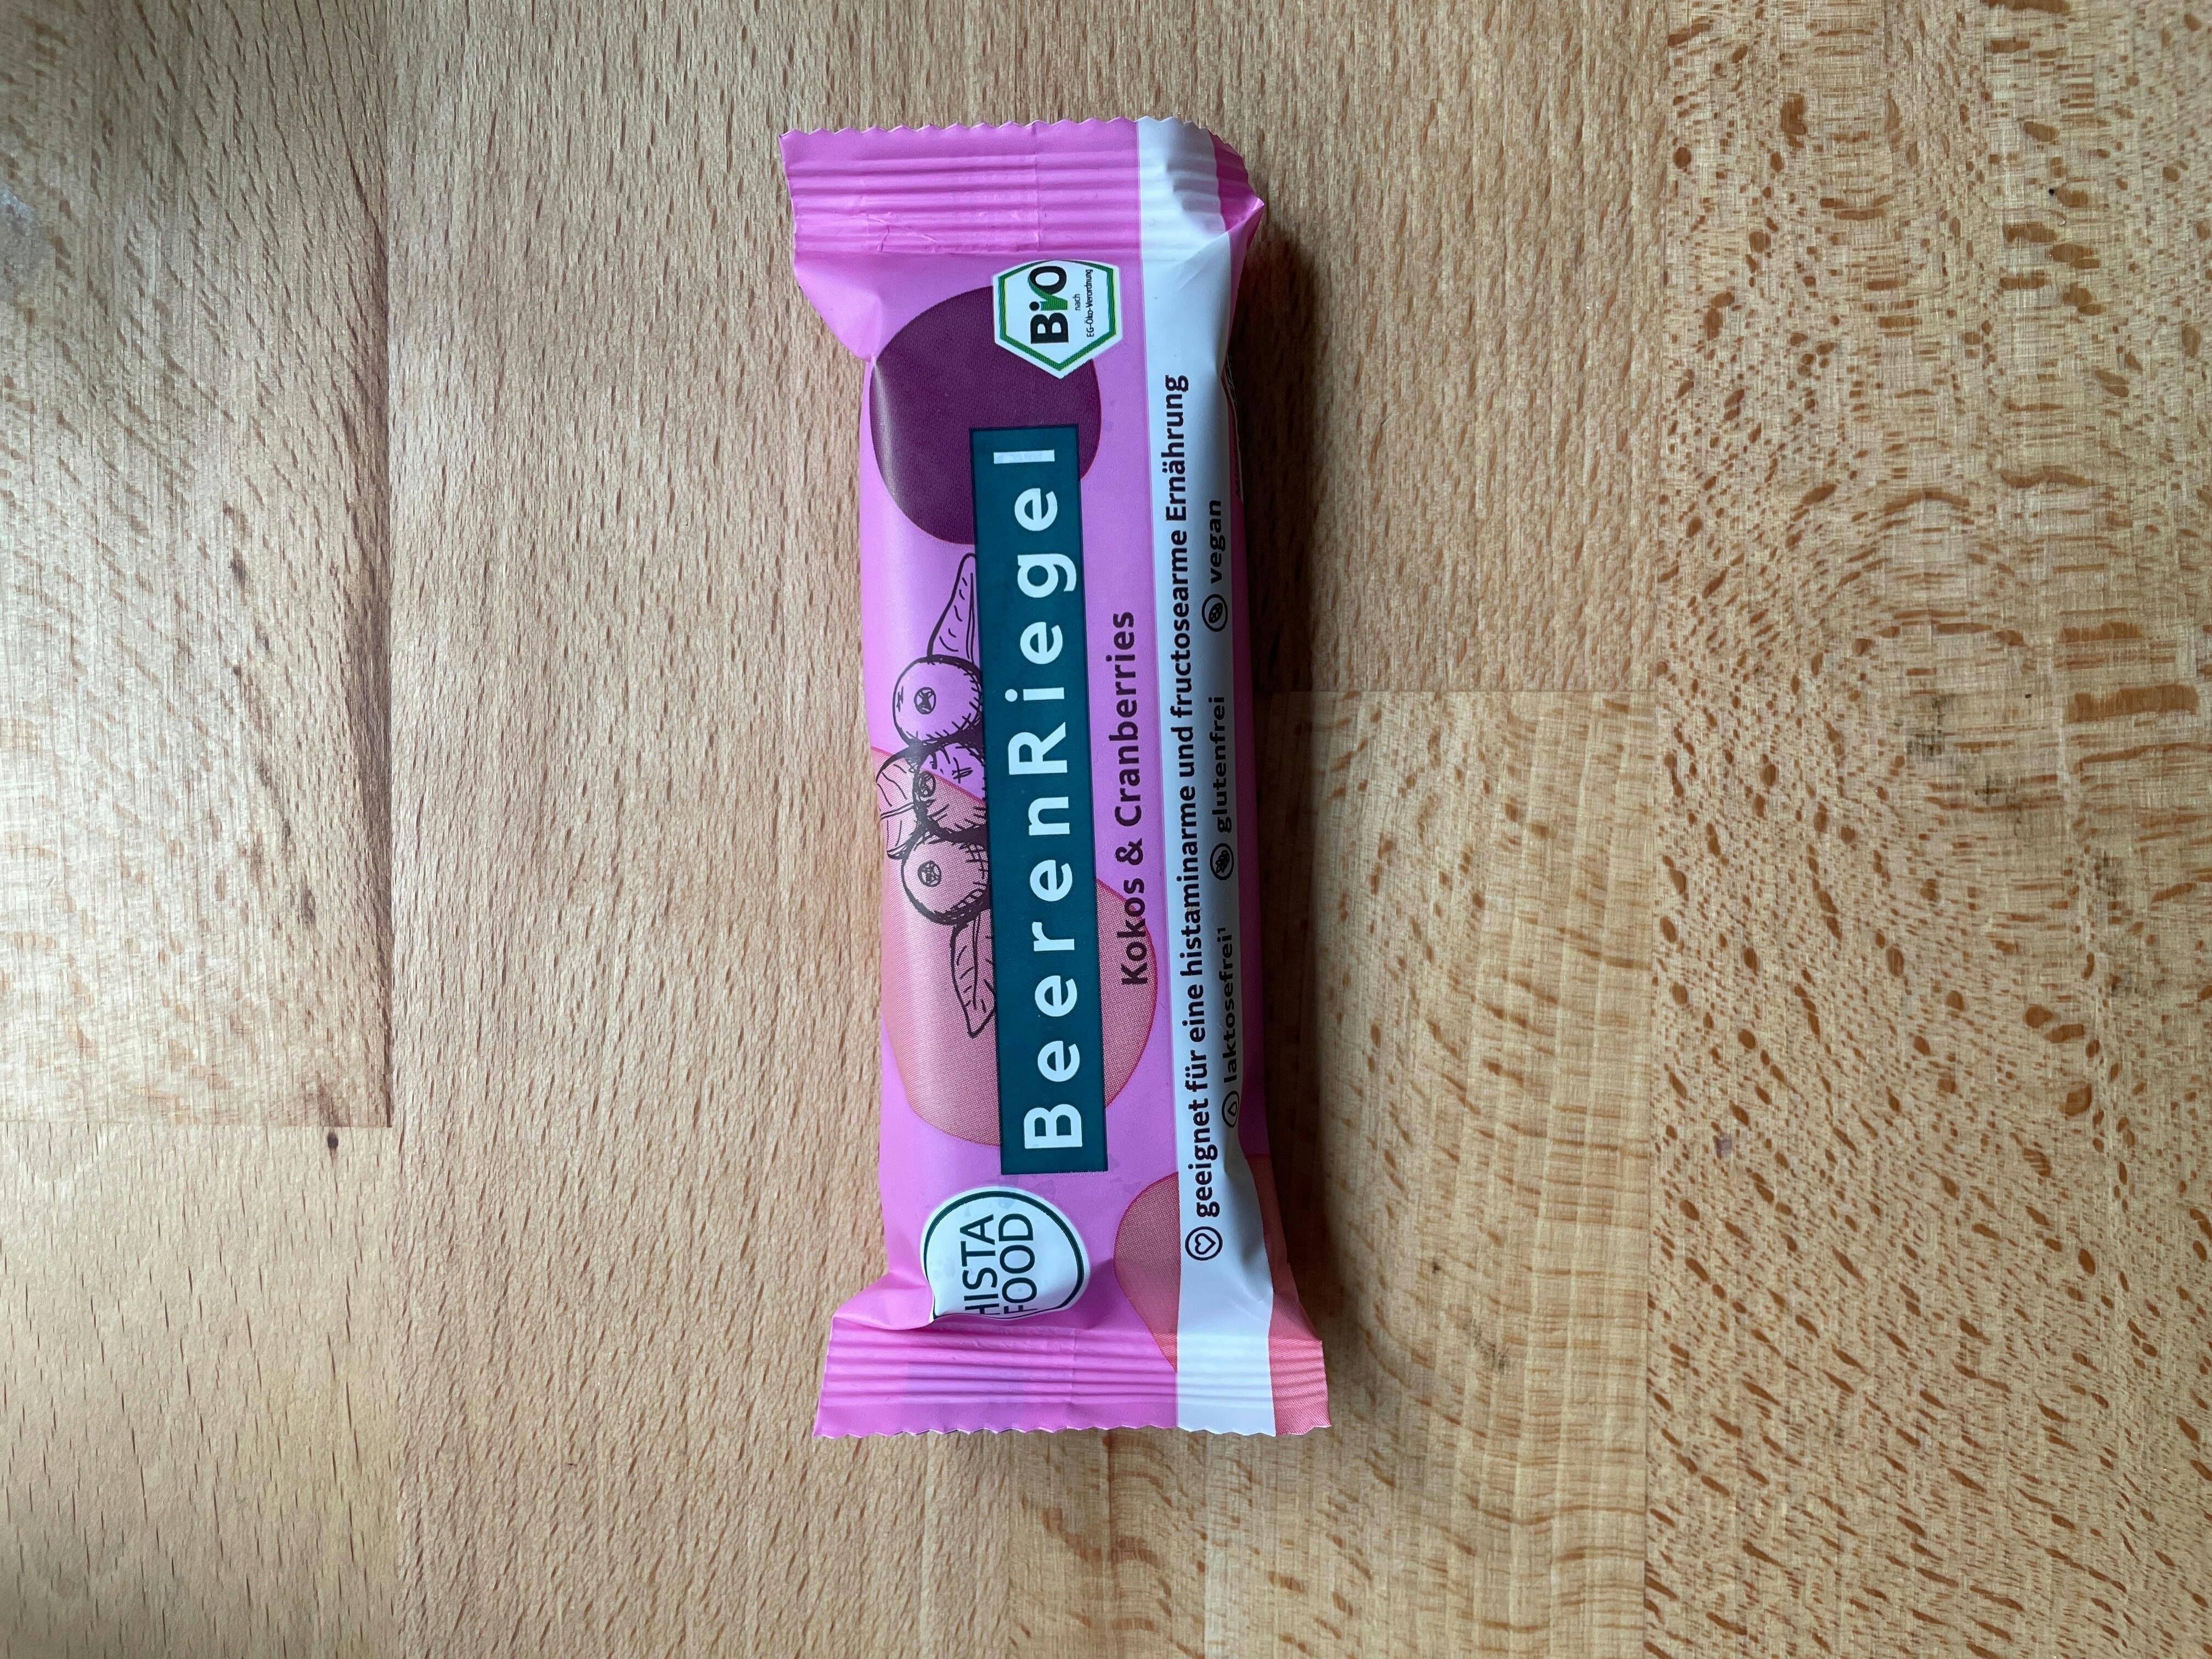 HISTA
FOOD
BeerenRiegel
Kokos & Cranberries
Bio
nach
EG-Öko-Verordnung
geeignet für eine histaminarme und fructosearme Ernährung
laktosefrei¹ glutenfrei vegan